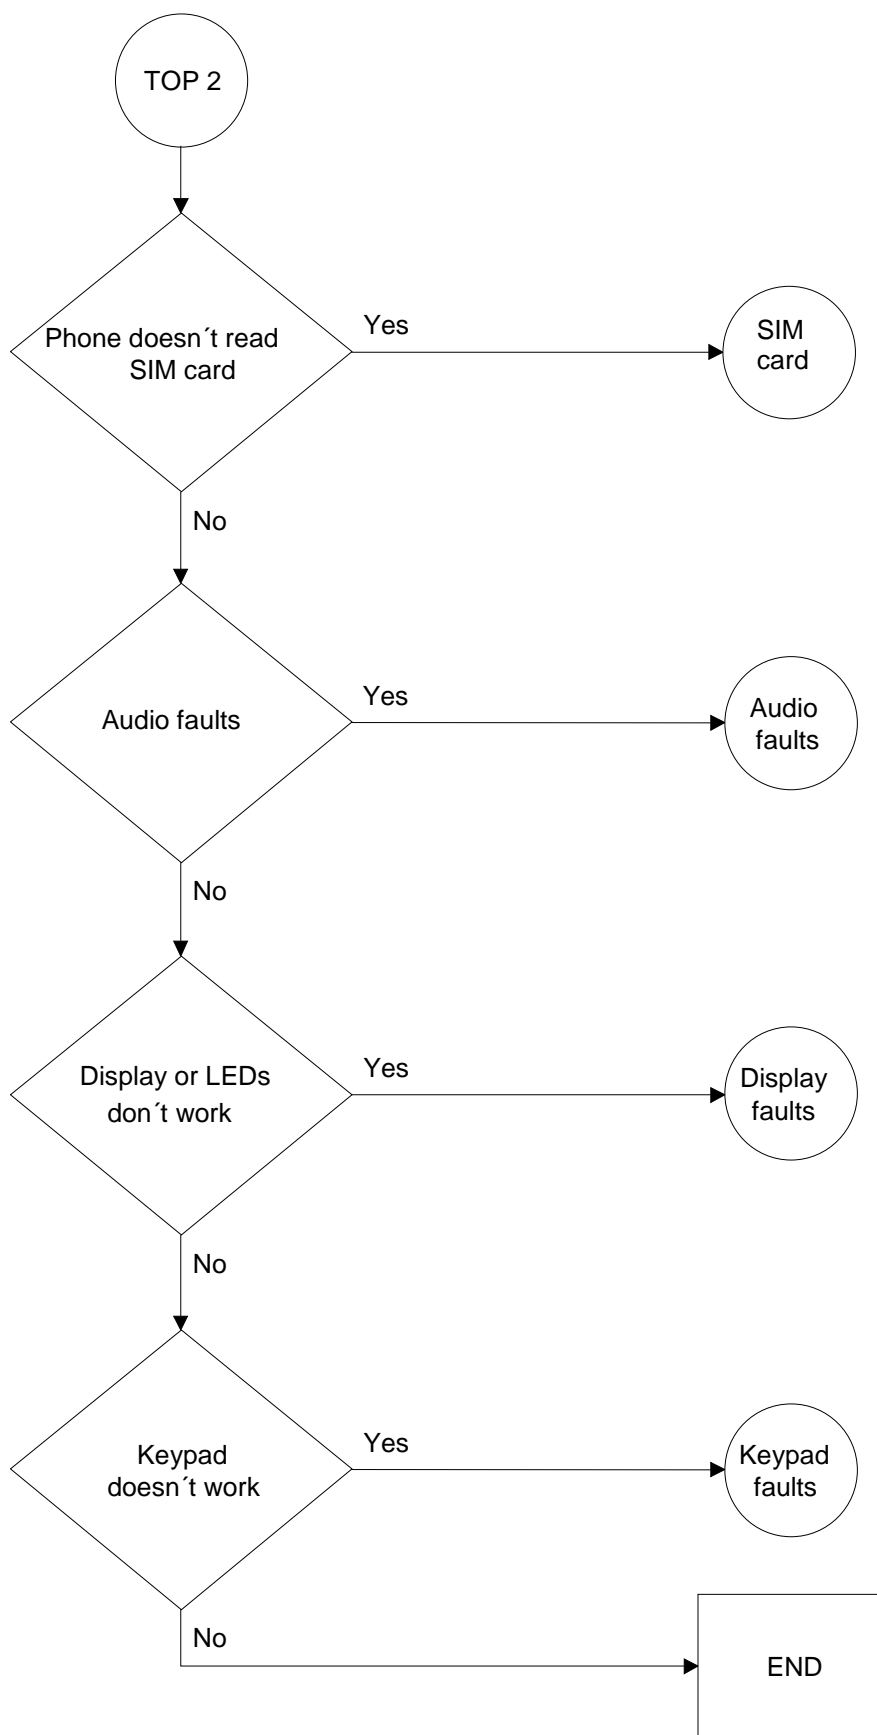 TOP 2
Phone doesn´t read
SIM card
Yes
SIM
card
No
Audio faults
Yes
Audio
faults
No
Display or LEDs
don´t work
Yes
Display
faults
No
Keypad
doesn´t work
Yes
Keypad
faults
No
END